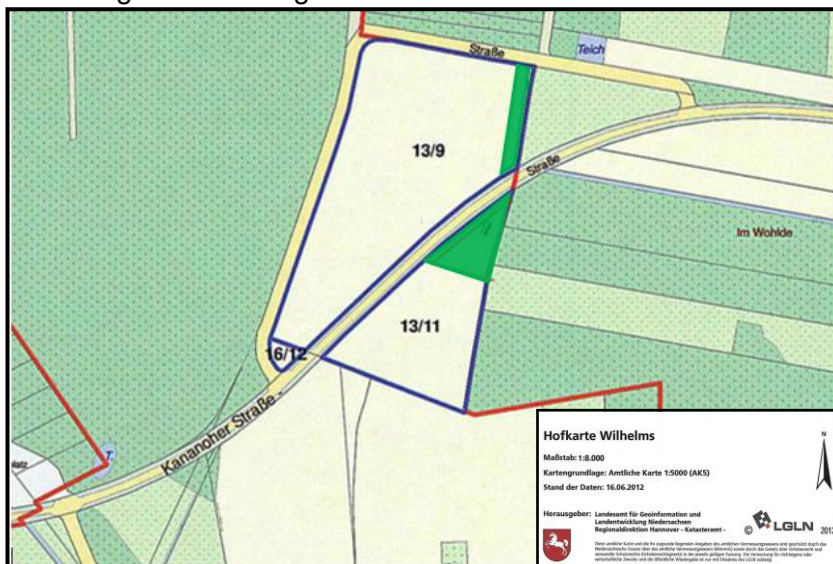 Straße
Teich
13/9
Straße
Im Wohlde
13/11
16/12
Kananoher Straße -
T.
Hofkarte Wilhelms
Maßstab: 1:8.000
Kartengrundlage: Amtliche Karte 1:5000 (AK5)
Stand der Daten: 16.06.2012
N
Herausgeber: Landesamt für Geoinformation und
Landentwicklung Niedersachsen
Regionaldirektion Hannover - Katasteramt -
© LGLN 2012